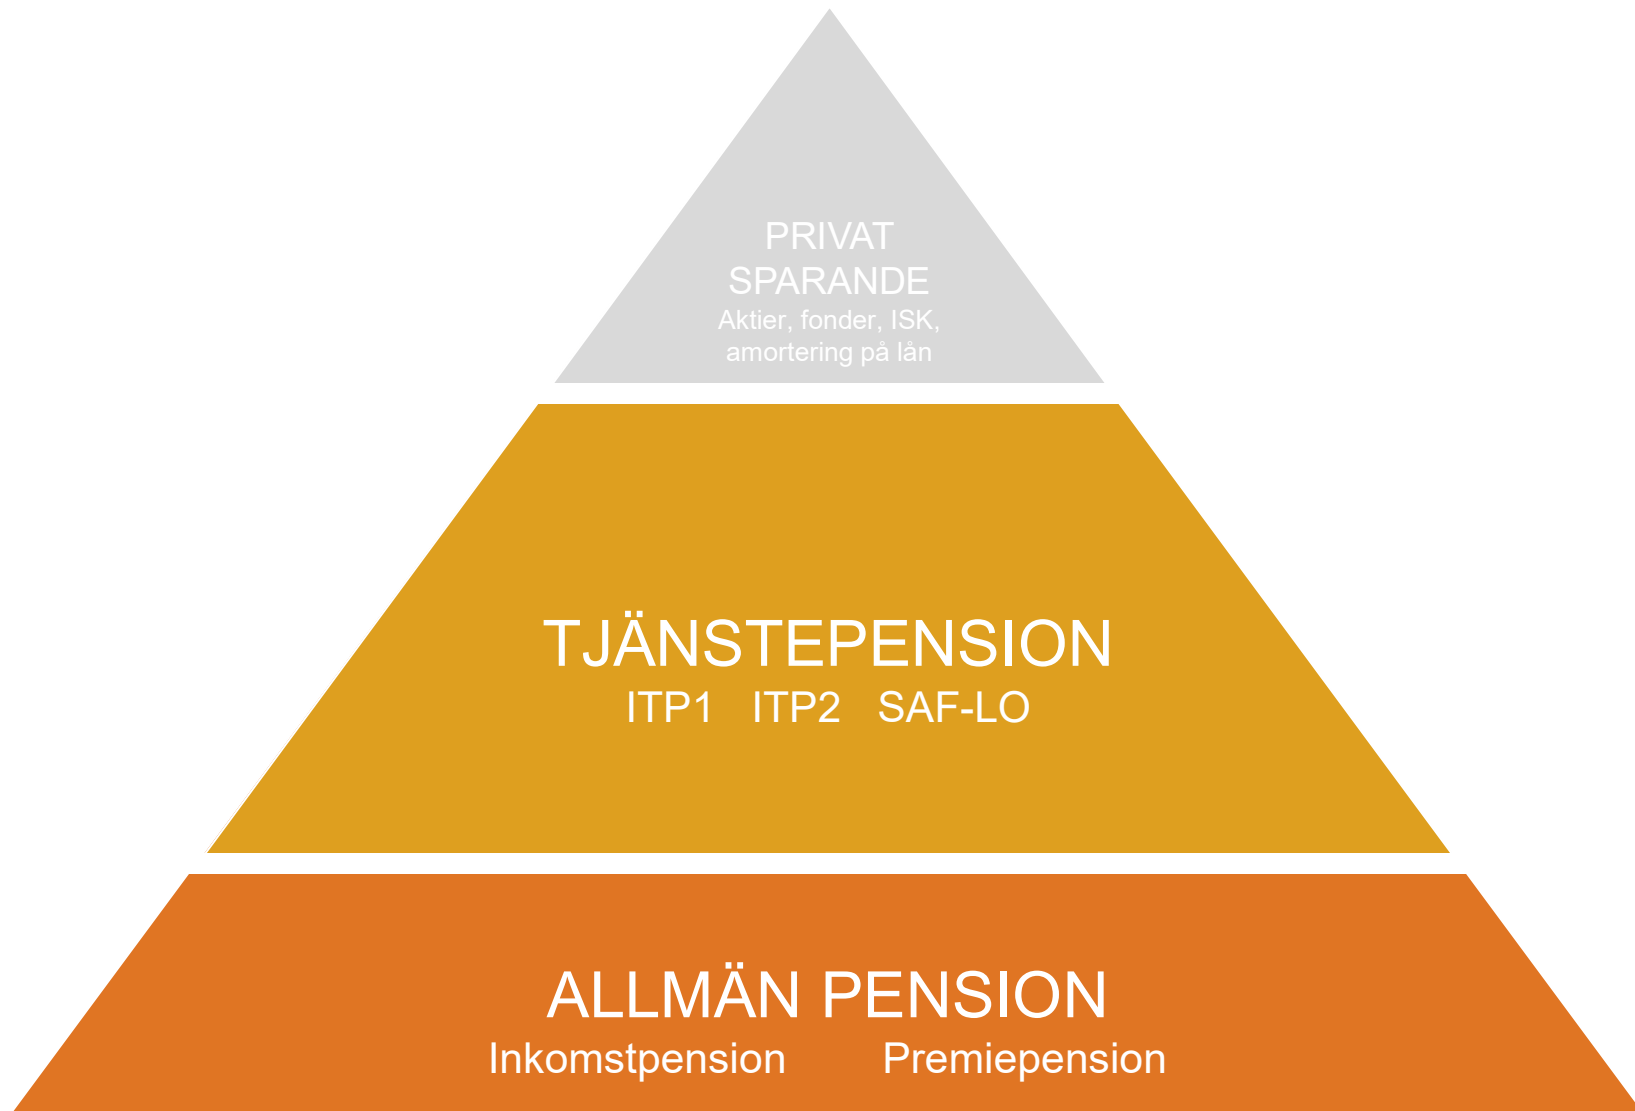 PRIVAT
SPARANDE
Aktier, fonder, ISK,
amortering på lån
TJÄNSTEPENSION
ITP1 ITP2 SAF-LO
ALLMÄN PENSION
Inkomstpension Premiepension